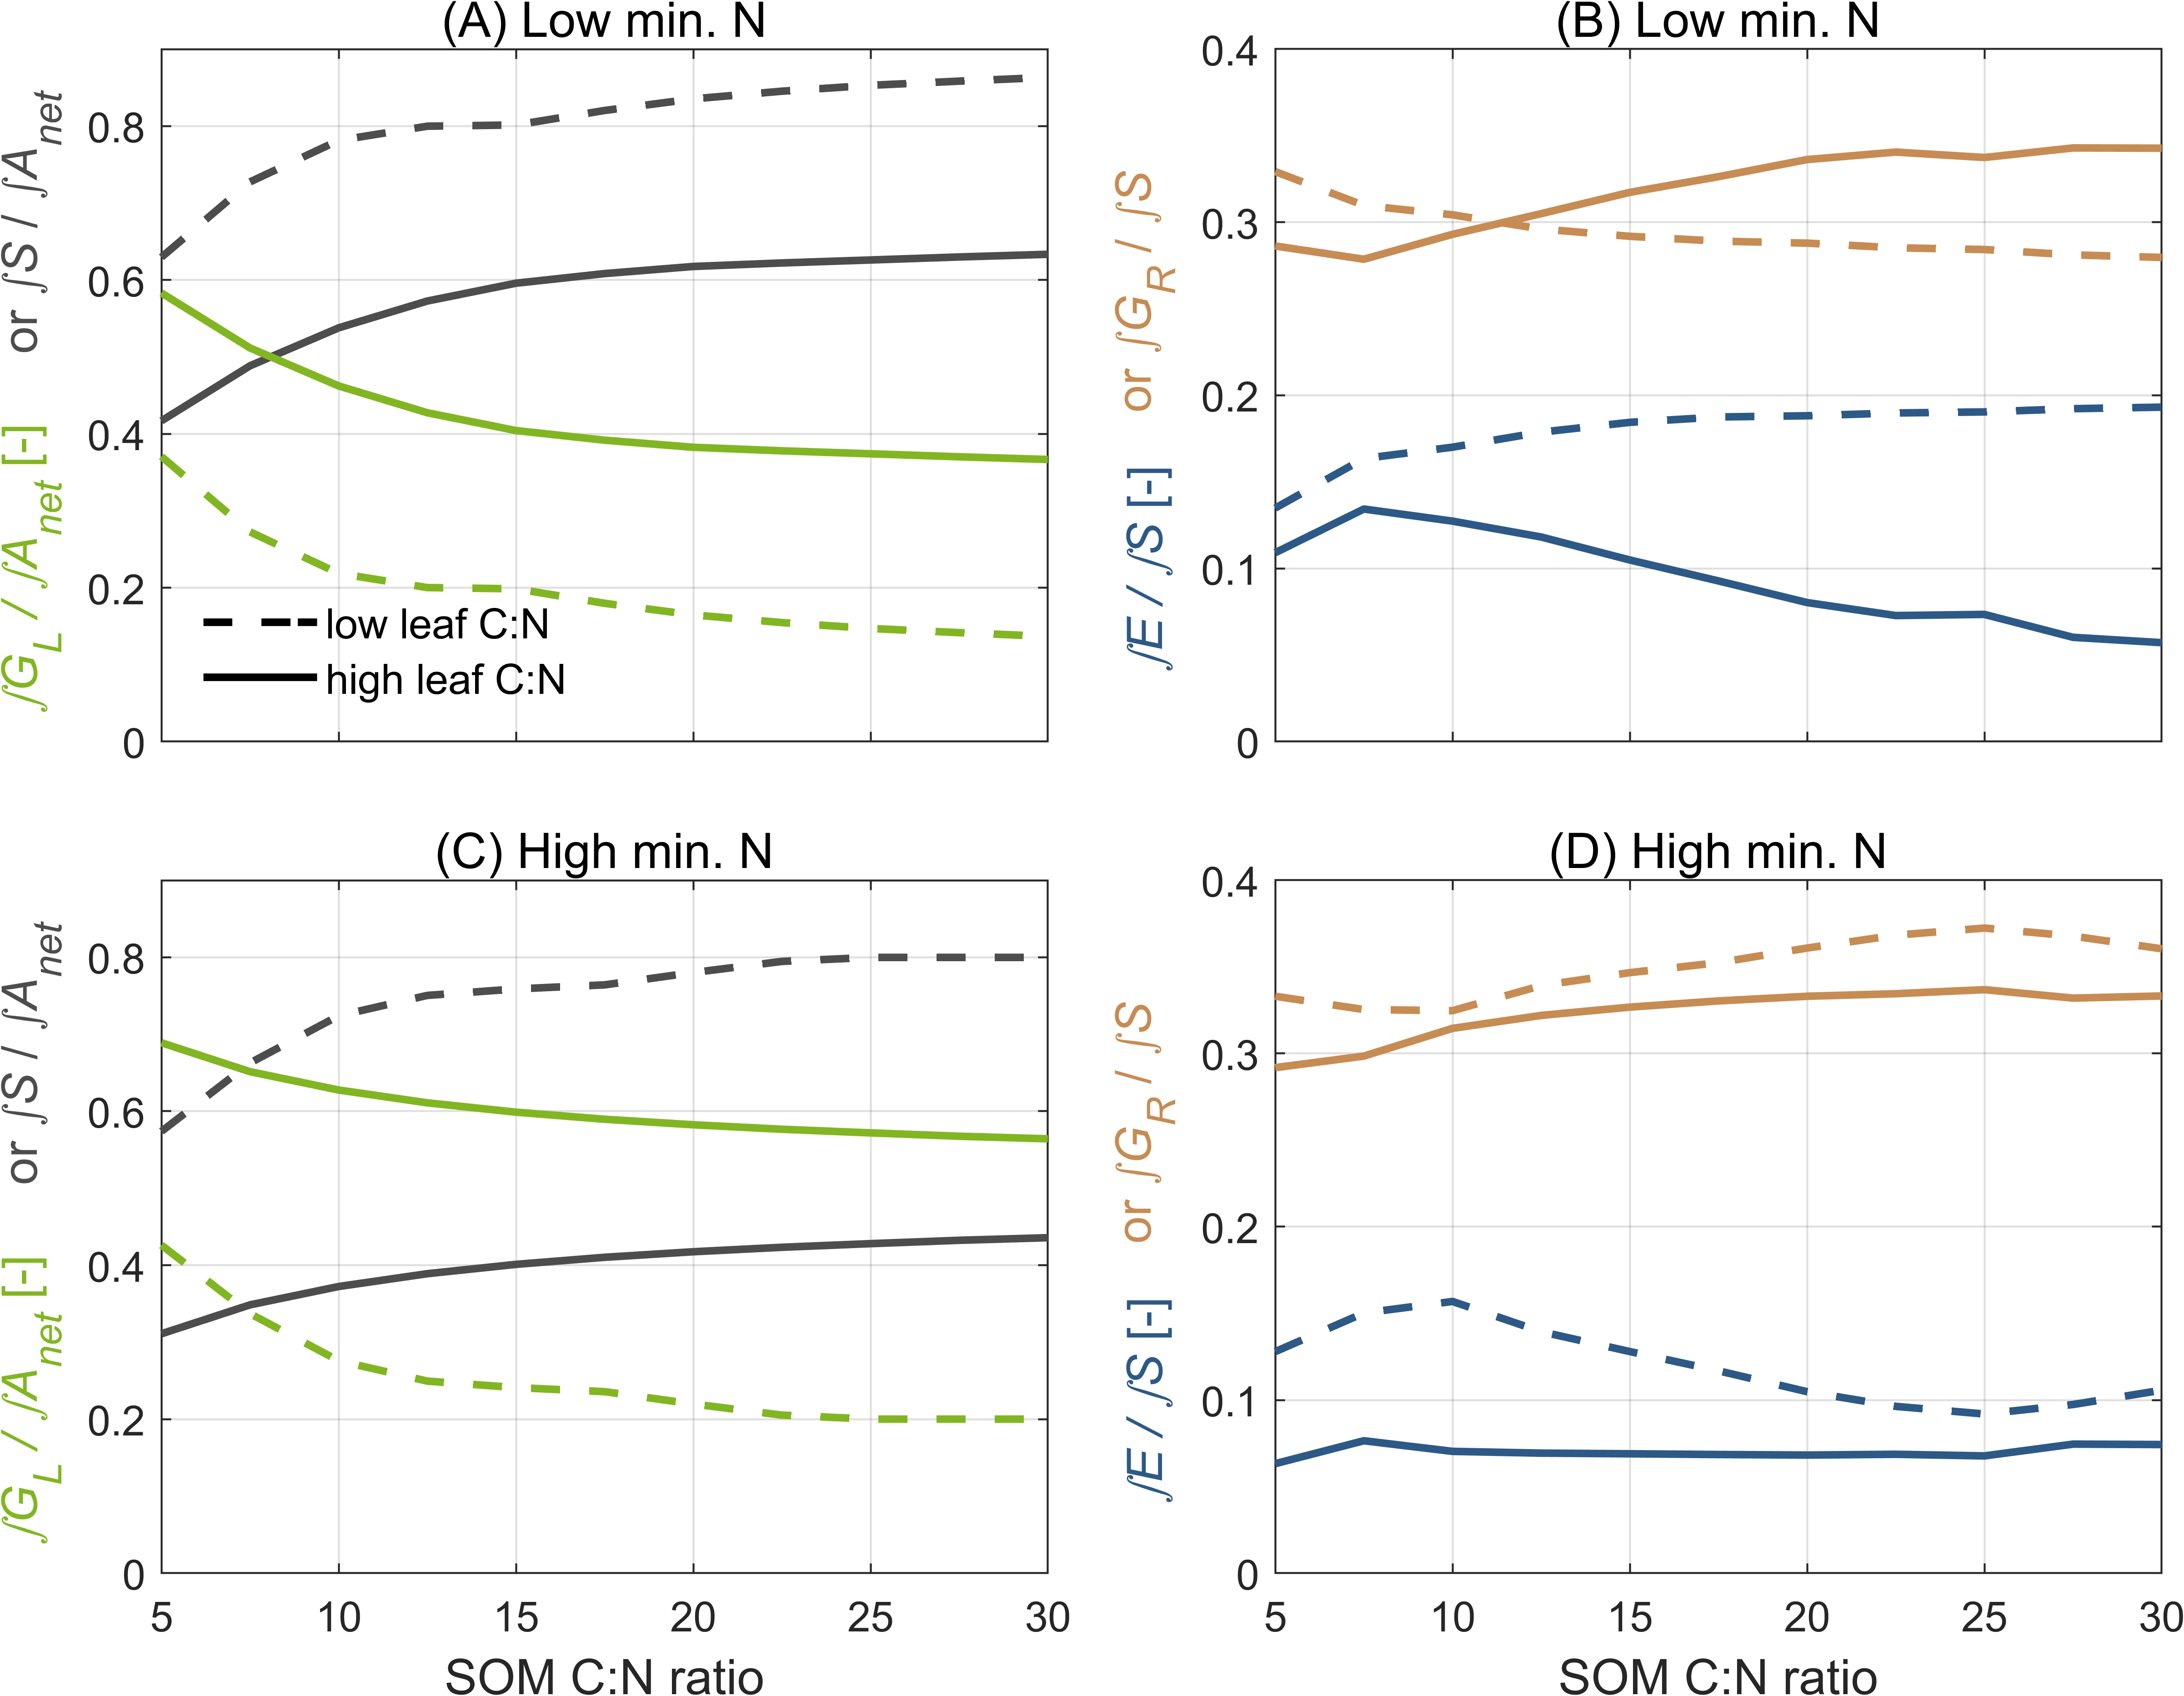 (A) Low min. N
∫G_L / ∫A_net [-] or ∫S / ∫A_net
0.8
0.6
0.4
0.2
0
low leaf C:N
high leaf C:N
(B) Low min. N
∫E / ∫S [-] or ∫G_R / ∫S
0.4
0.3
0.2
0.1
0
(C) High min. N
∫G_L / ∫A_net [-] or ∫S / ∫A_net
0.8
0.6
0.4
0.2
0
5 10 15 20 25 30
SOM C:N ratio
(D) High min. N
∫E / ∫S [-] or ∫G_R / ∫S
0.4
0.3
0.2
0.1
0
5 10 15 20 25 30
SOM C:N ratio